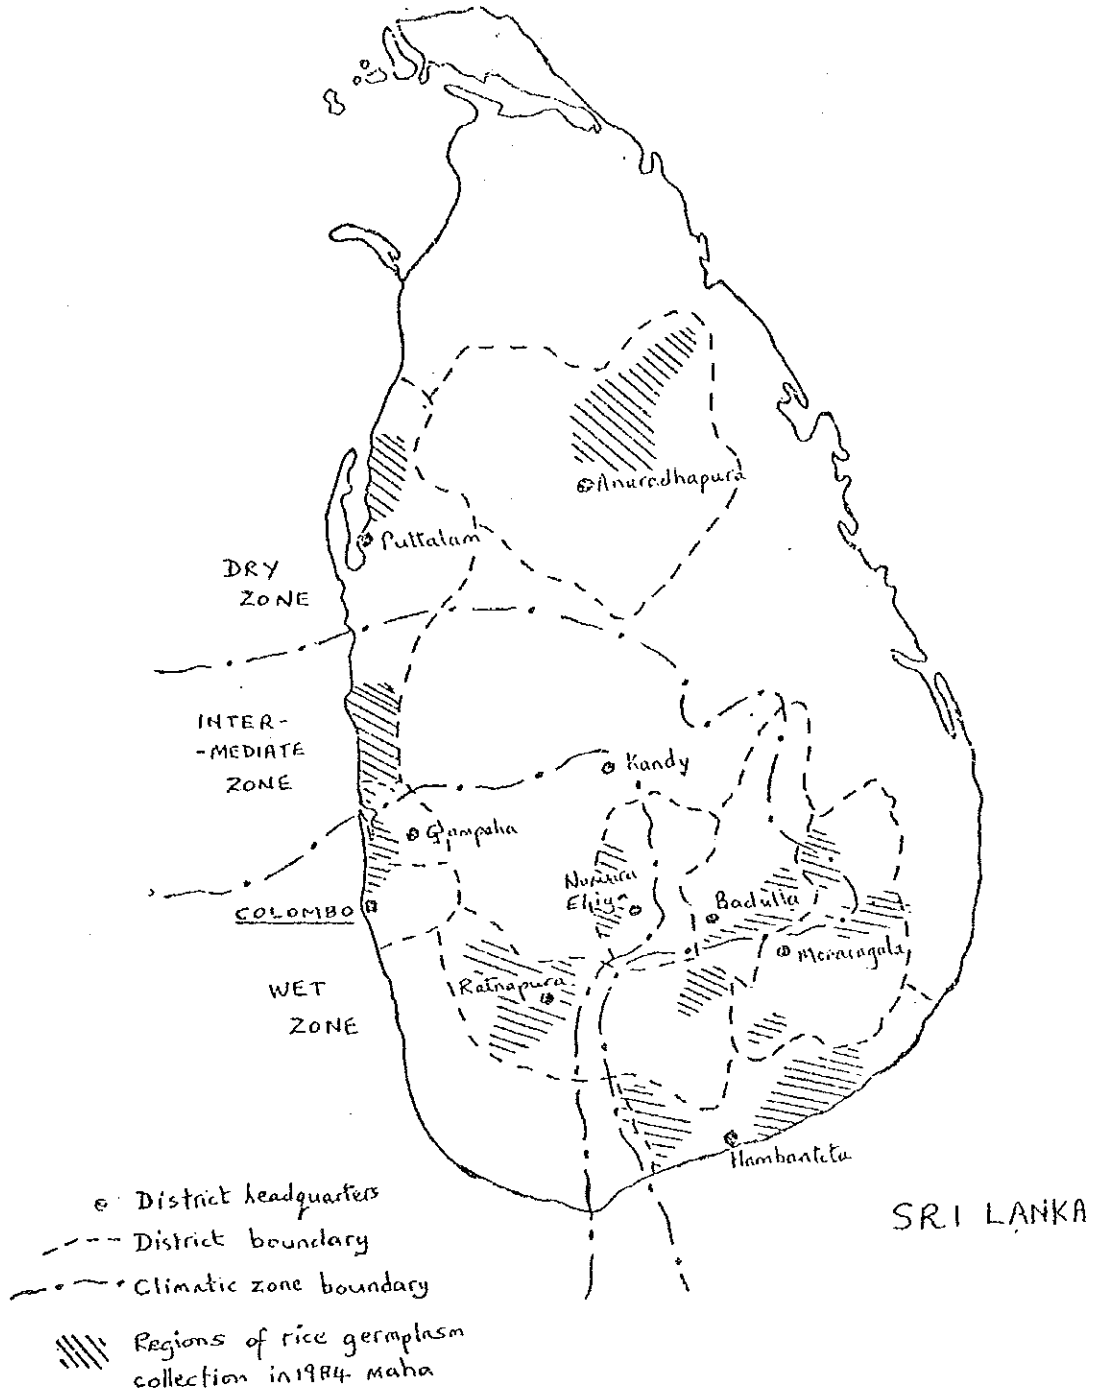 Anuradhapura
Puttalam
DRY
ZONE
INTER-
-MEDIATE
ZONE
Kandy
Gampaha
Nuwara
Eliya
Badulla
COLOMBO
Moneragala
Ratnapura
WET
ZONE
Hambantota
District headquarters
District boundary
Climatic zone boundary
Regions of rice germplasm
collection in 1984 Maha
SRI LANKA